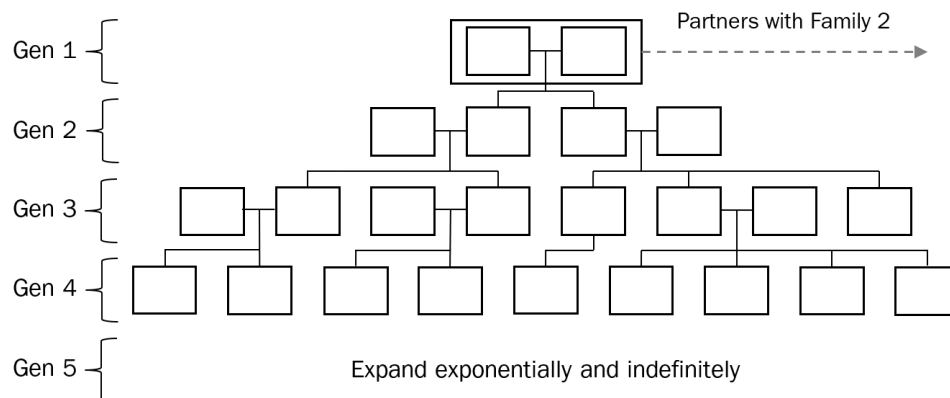 Partners with Family 2
Gen 1
Gen 2
Gen 3
Gen 4
Gen 5
Expand exponentially and indefinitely